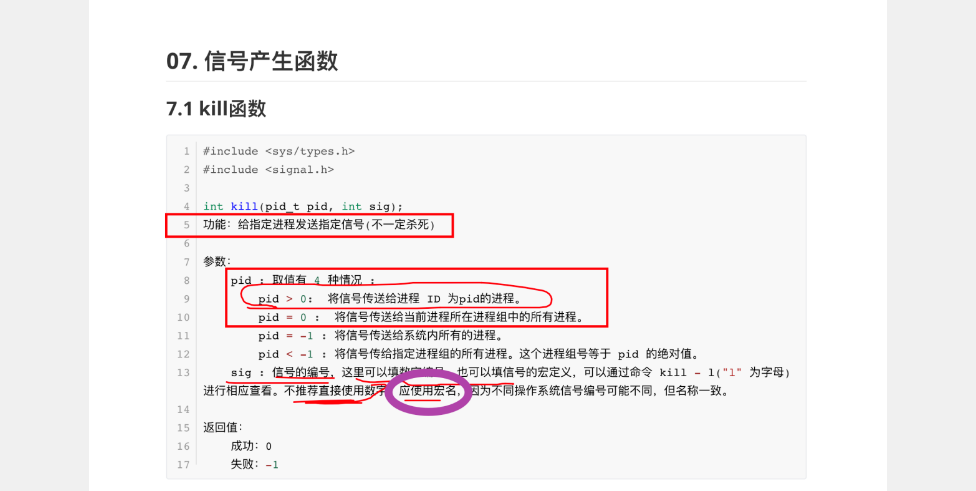 07. 信号产生函数
7.1 kill函数
1 #include <sys/types.h>
2 #include <signal.h>
3
4 int kill(pid_t pid, int sig);
5 功能：给指定进程发送指定信号(不一定杀死)
6
7 参数：
8 pid : 取值有 4 种情况 :
9 pid > 0: 将信号传送给进程 ID 为pid的进程。
10 pid = 0 : 将信号传送给当前进程所在进程组中的所有进程。
11 pid = -1 : 将信号传送给系统内所有的进程。
12 pid < -1 : 将信号传给指定进程组的所有进程。这个进程组号等于 pid 的绝对值。
13 sig : 信号的编号，这里可以填数字编号，也可以填信号的宏定义，可以通过命令 kill - l("l" 为字母)
进行相应查看。不推荐直接使用数字，应使用宏名，因为不同操作系统信号编号可能不同，但名称一致。
14
15 返回值：
16 成功：0
17 失败：-1